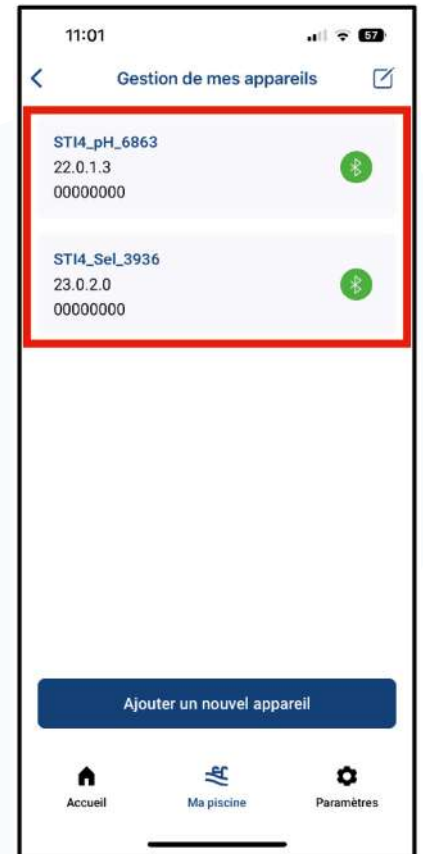 11:01
57
Gestion de mes appareils
STI4_pH_6863
22.0.1.3
00000000
STI4_Sel_3936
23.0.2.0
00000000
Ajouter un nouvel appareil
Accueil
Ma piscine
Paramètres